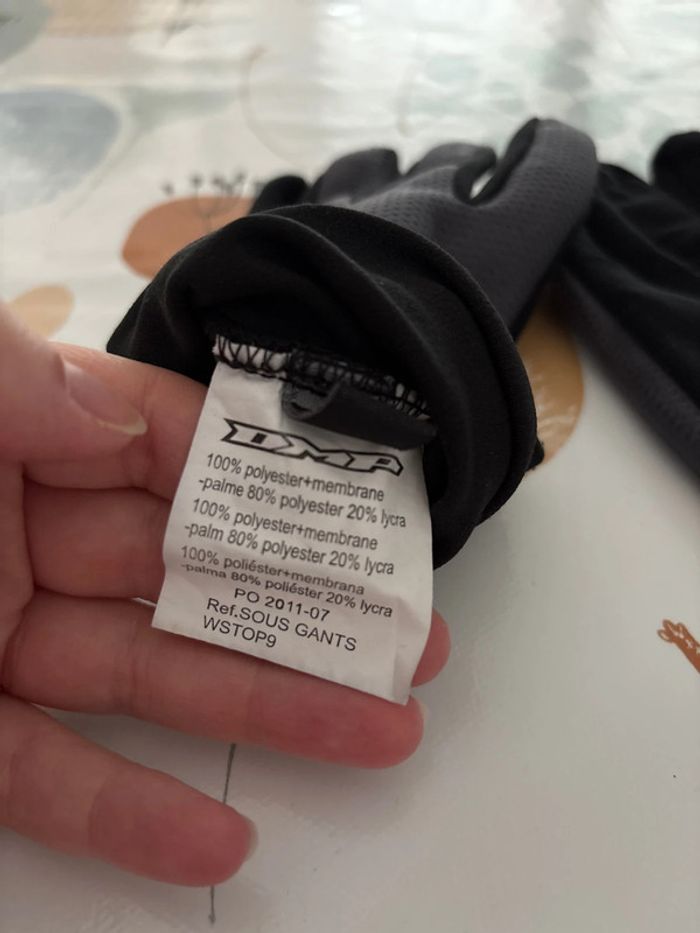 DMP
100% polyester+membrane
-palme 80% polyester 20% lycra
100% polyester+membrane
-palm 80% polyester 20% lycra
100% poliéster+membrana
-palma 80% poliéster 20% lycra
PO 2011-07
Ref.SOUS GANTS
WSTOP9